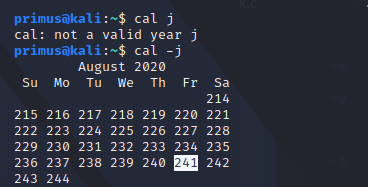 primus@kali:~$ cal j
cal: not a valid year j
primus@kali:~$ cal -j
August 2020
Su Mo Tu We Th Fr Sa
214
215 216 217 218 219 220 221
222 223 224 225 226 227 228
229 230 231 232 233 234 235
236 237 238 239 240 241 242
243 244